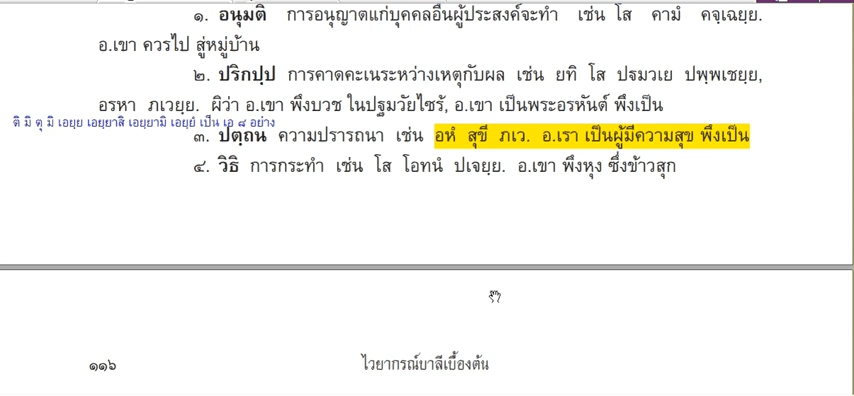 ๑. อนุมติ การอนุญาตแก่บุคคลอื่นผู้ประสงค์จะทำ เช่น โส คามํ คจฺเฉยฺย.
อ.เขา ควรไป สู่หมู่บ้าน
๒. ปริกปฺป การคาดคะเนระหว่างเหตุกับผล เช่น ยทิ โส ปฐมวเย ปพฺพเชยฺย,
อรหา ภเวยฺย. ผิว่า อ.เขา พึงบวช ในปฐมวัยไซร้, อ.เขา เป็นพระอรหันต์ พึงเป็น
ติ มิ ตุ มิ เอยฺย เอยฺยาสิ เอยฺยามิ เอยฺยํ เป็น เอ ๘ อย่าง
๓. ปตฺถน ความปรารถนา เช่น อหํ สุขี ภเว. อ.เรา เป็นผู้มีความสุข พึงเป็น
๔. วิธิ การกระทำ เช่น โส โอทนํ ปเจยฺย. อ.เขา พึงหุง ซึ่งข้าวสุก
๑๑๖ ไวยากรณ์บาลีเบื้องต้น